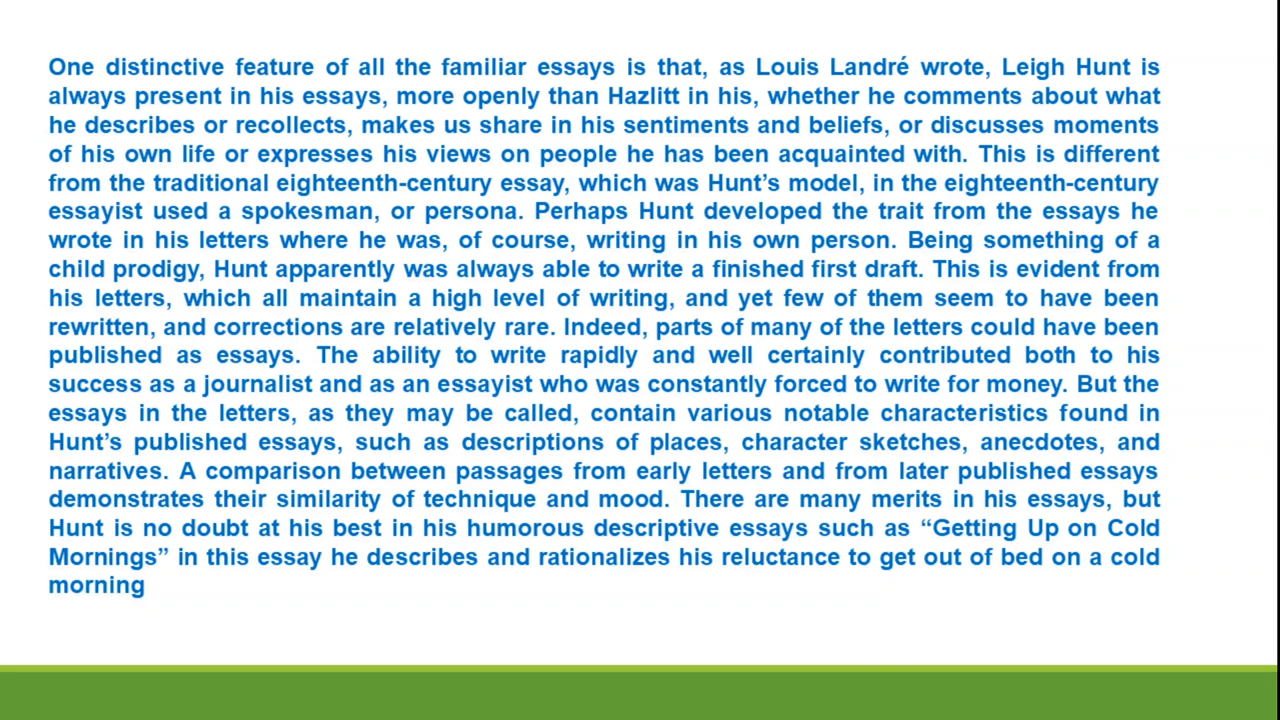 One distinctive feature of all the familiar essays is that, as Louis Landré wrote, Leigh Hunt is
always present in his essays, more openly than Hazlitt in his, whether he comments about what
he describes or recollects, makes us share in his sentiments and beliefs, or discusses moments
of his own life or expresses his views on people he has been acquainted with. This is different
from the traditional eighteenth-century essay, which was Hunt’s model, in the eighteenth-century
essayist used a spokesman, or persona. Perhaps Hunt developed the trait from the essays he
wrote in his letters where he was, of course, writing in his own person. Being something of a
child prodigy, Hunt apparently was always able to write a finished first draft. This is evident from
his letters, which all maintain a high level of writing, and yet few of them seem to have been
rewritten, and corrections are relatively rare. Indeed, parts of many of the letters could have been
published as essays. The ability to write rapidly and well certainly contributed both to his
success as a journalist and as an essayist who was constantly forced to write for money. But the
essays in the letters, as they may be called, contain various notable characteristics found in
Hunt’s published essays, such as descriptions of places, character sketches, anecdotes, and
narratives. A comparison between passages from early letters and from later published essays
demonstrates their similarity of technique and mood. There are many merits in his essays, but
Hunt is no doubt at his best in his humorous descriptive essays such as “Getting Up on Cold
Mornings” in this essay he describes and rationalizes his reluctance to get out of bed on a cold
morning